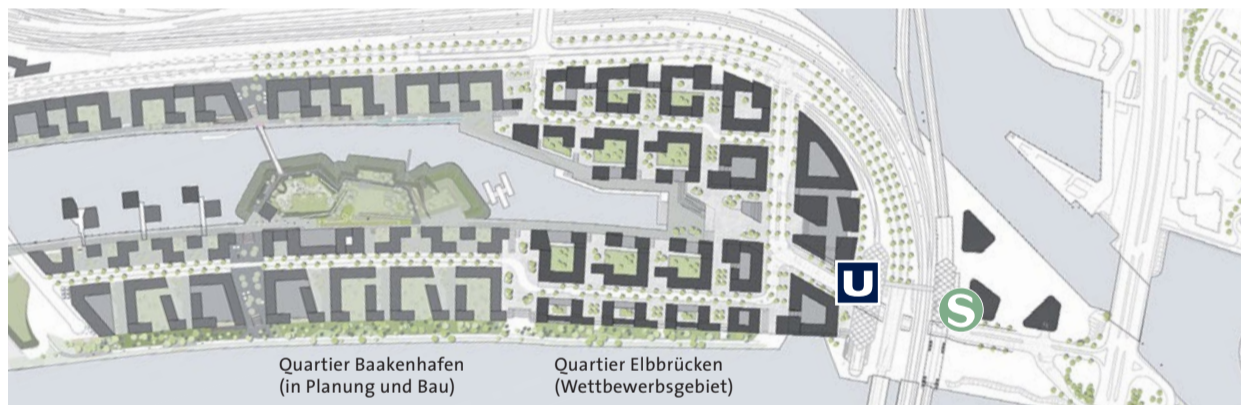 U
S
Quartier Baakenhafen
(in Planung und Bau)
Quartier Elbbrücken
(Wettbewerbsgebiet)